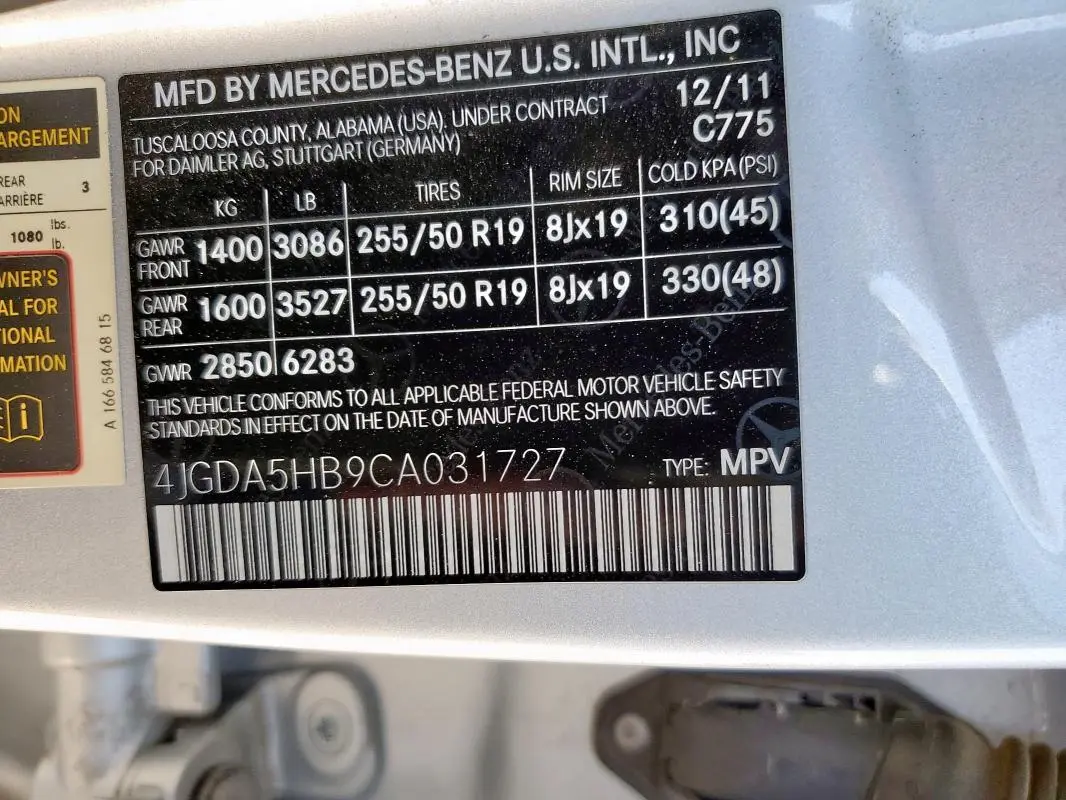 ON
ARGEMENT
REAR
ARRIÈRE 3
1080 lbs.
lb.
WNER'S
AL FOR
IONAL
MATION
A 166 584 68 15
MFD BY MERCEDES-BENZ U.S. INTL., INC
TUSCALOOSA COUNTY, ALABAMA (USA), UNDER CONTRACT 12/11
FOR DAIMLER AG, STUTTGART (GERMANY) C775
KG LB TIRES RIM SIZE COLD KPA (PSI)
GAWR FRONT 1400 3086 255/50 R19 8Jx19 310(45)
GAWR REAR 1600 3527 255/50 R19 8Jx19 330(48)
GVWR 2850 6283
THIS VEHICLE CONFORMS TO ALL APPLICABLE FEDERAL MOTOR VEHICLE SAFETY
STANDARDS IN EFFECT ON THE DATE OF MANUFACTURE SHOWN ABOVE.
4JGDA5HB9CA031727 TYPE: MPV